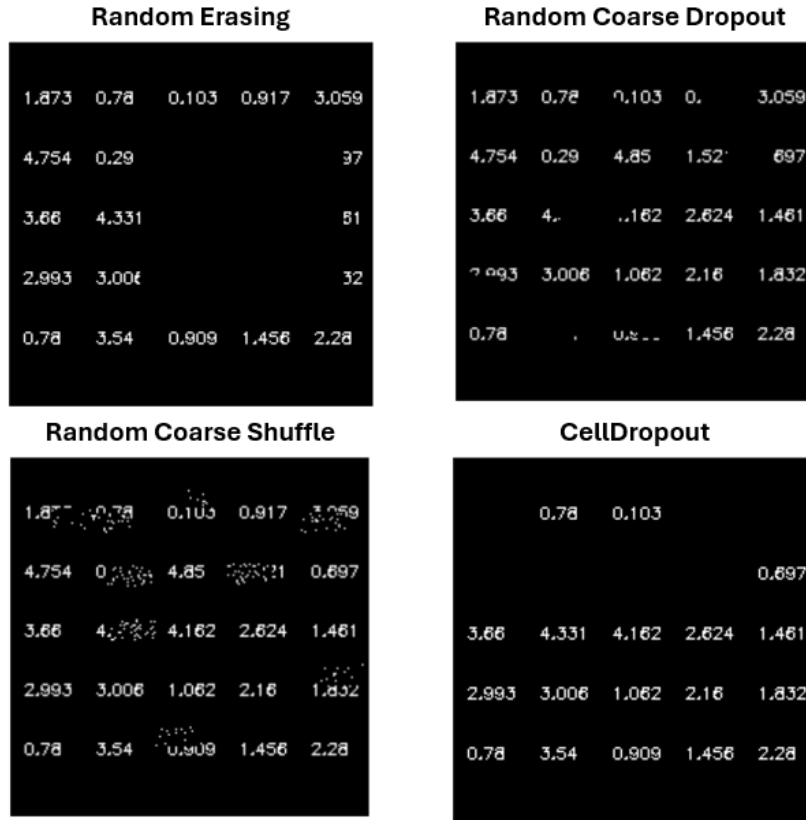 Random Erasing
1.873 0.78 0.103 0.917 3.059
4.754 0.29 97
3.66 4.331
2.993 32
0.78 3.54 0.909 1.456 2.28
Random Coarse Dropout
1.873 0.78 3.059
4.754 0.29 4.85 1.52 697
3.66 2.624 1.461
3.006 1.062 2.16 1.832
0.78 1.456 2.28
Random Coarse Shuffle
0.917
4.754 4.85 0.697
3.66 4.162 2.624 1.461
2.993 3.006 1.062 2.16
0.78 3.54 1.456 2.28
CellDropout
0.78 0.103
0.697
3.66 4.331 4.162 2.624 1.461
2.993 3.006 1.062 2.16 1.832
0.78 3.54 0.909 1.456 2.28